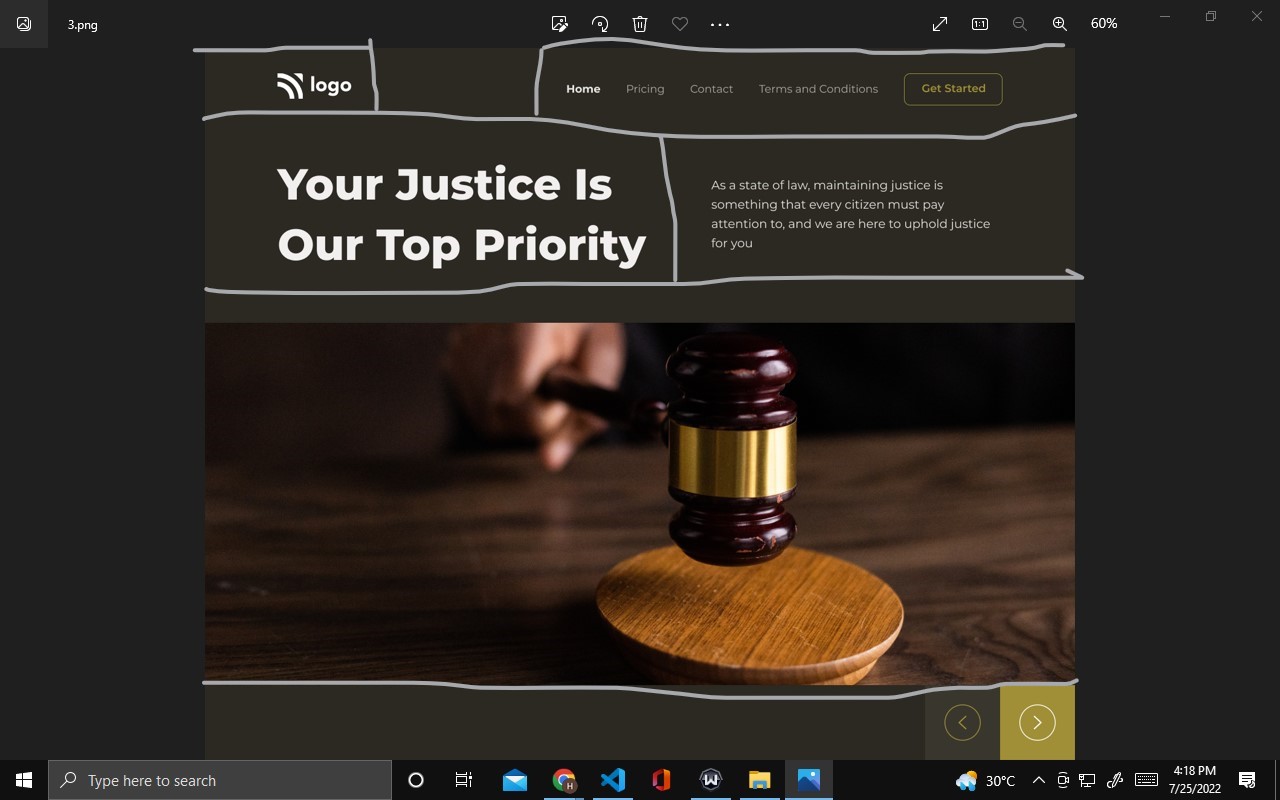 3.png
1:1
60%
logo
Home Pricing Contact Terms and Conditions Get Started
Your Justice Is
Our Top Priority
As a state of law, maintaining justice is
something that every citizen must pay
attention to, and we are here to uphold justice
for you
Type here to search
H
W
30°C
4:18 PM
7/25/2022